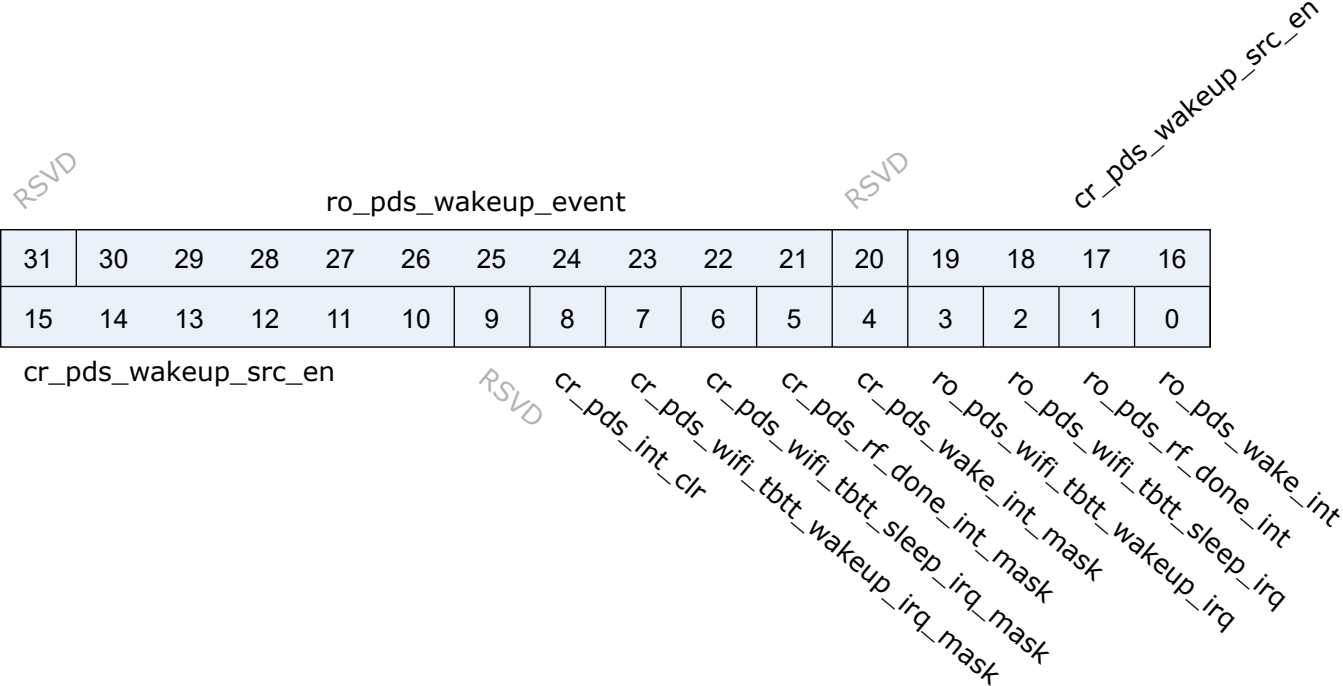 RSVD ro_pds_wakeup_event RSVD cr_pds_wakeup_src_en
31 30 29 28 27 26 25 24 23 22 21 20 19 18 17 16
15 14 13 12 11 10 9 8 7 6 5 4 3 2 1 0
cr_pds_wakeup_src_en
RSVD
cr_pds_int_clr
cr_pds_wifi_tbtt_wakeup_irq_mask
cr_pds_wifi_tbtt_sleep_irq_mask
cr_pds_rf_done_int_mask
cr_pds_wake_int_mask
ro_pds_wifi_tbtt_wakeup_irq
ro_pds_wifi_tbtt_sleep_irq
ro_pds_rf_done_int
ro_pds_wake_int